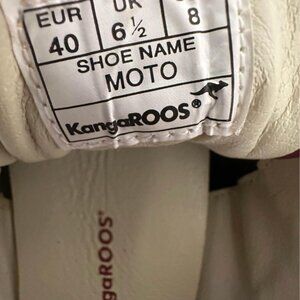 EUR UK
40 6 ½ 8
SHOE NAME
MOTO
KangaROOS®
KangaROOS®